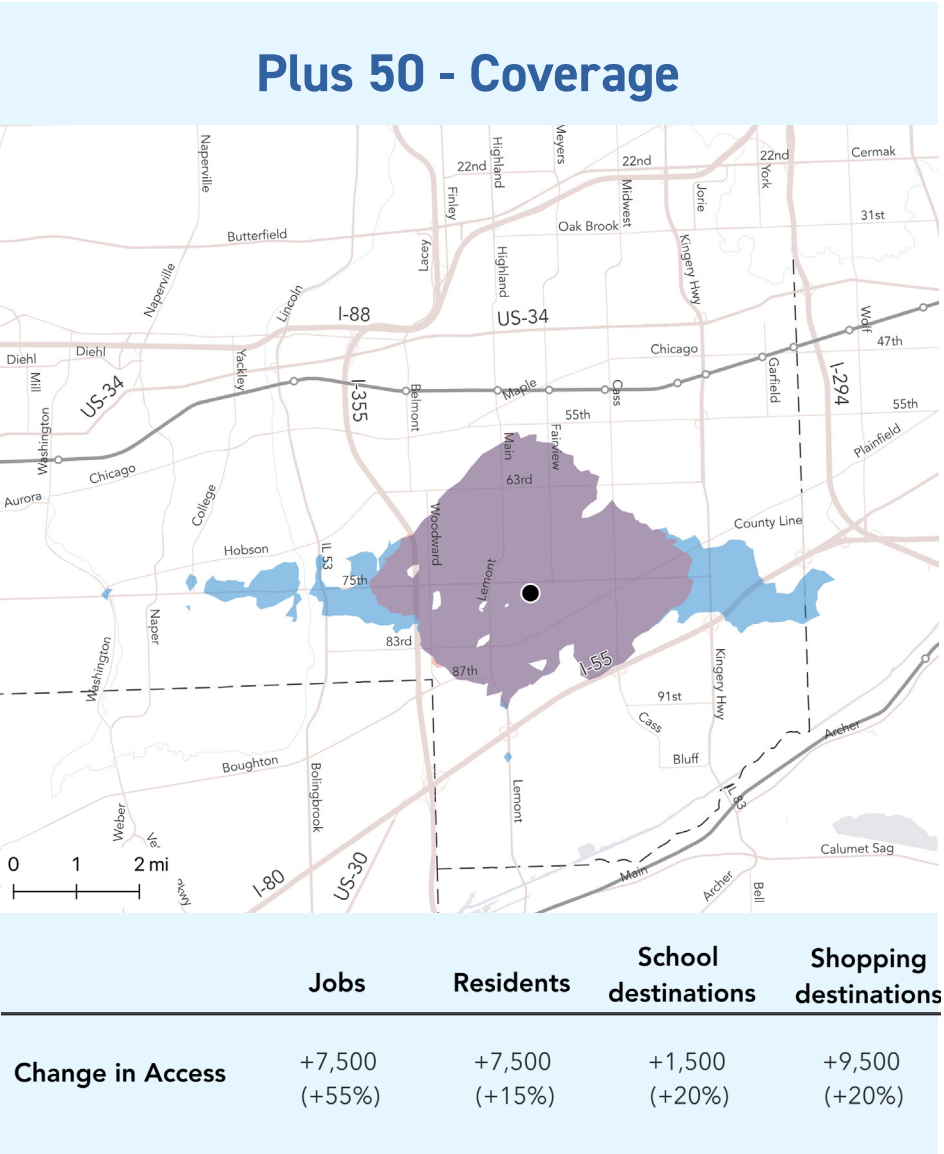 Plus 50 - Coverage
Naperville
Highland
Meyers
22nd
22nd
22nd
York
Cermak
Finley
Midwest
Jorie
31st
Butterfield
Lacey
Oak Brook
Highland
Kingery Hwy
Naperville
Lincoln
I-88
US-34
Wolf
Diehl
Diehl
Yackley
Chicago
47th
Mill
US-34
I-355
Belmont
Maple
Cass
Garfield
I-294
Washington
55th
55th
Main
Fairview
Plainfield
Chicago
Aurora
College
63rd
Woodward
County Line
Hobson
IL 53
75th
Lemont
Naper
Washington
83rd
87th
I-55
Kingery Hwy
91st
Cass
Archer
Boughton
Bolingbrook
Bluff
IL 83
Weber
Ve
Lemont
Calumet Sag
0 1 2 mi
I-80
US-30
Main
Archer
Bell
Jobs Residents School destinations Shopping destinations
Change in Access +7,500 +7,500 +1,500 +9,500
(+55%) (+15%) (+20%) (+20%)